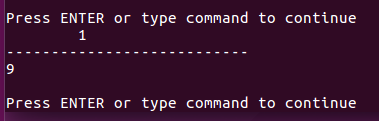 Press ENTER or type command to continue
        1
---------------------------
9

Press ENTER or type command to continue